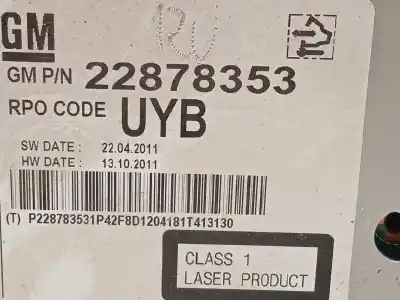 GM
RU
GM P/N 22878353
RPO CODE UYB
SW DATE : 22.04.2011
HW DATE : 13.10.2011
(T) P228783531P42F8D1204181T413130
CLASS 1
LASER PRODUCT